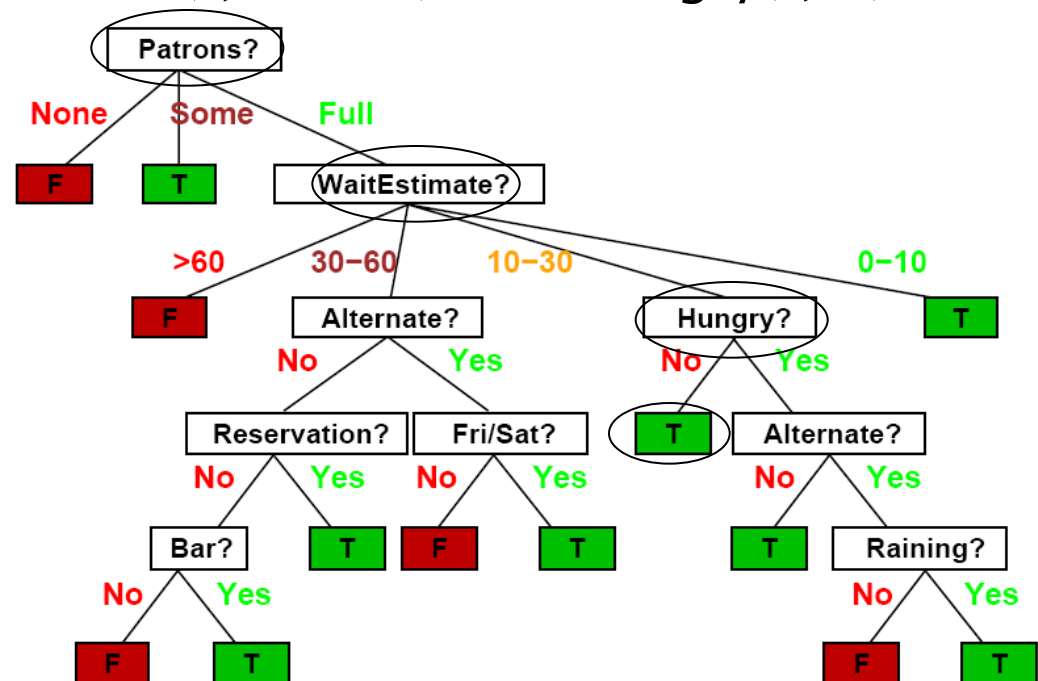 Patrons?
None Some Full
F T WaitEstimate?
>60 30−60 10−30 0−10
F Alternate? Hungry? T
No Yes No Yes
Reservation? Fri/Sat? T Alternate?
No Yes No Yes No Yes
Bar? T F T T Raining?
No Yes No Yes
F T F T